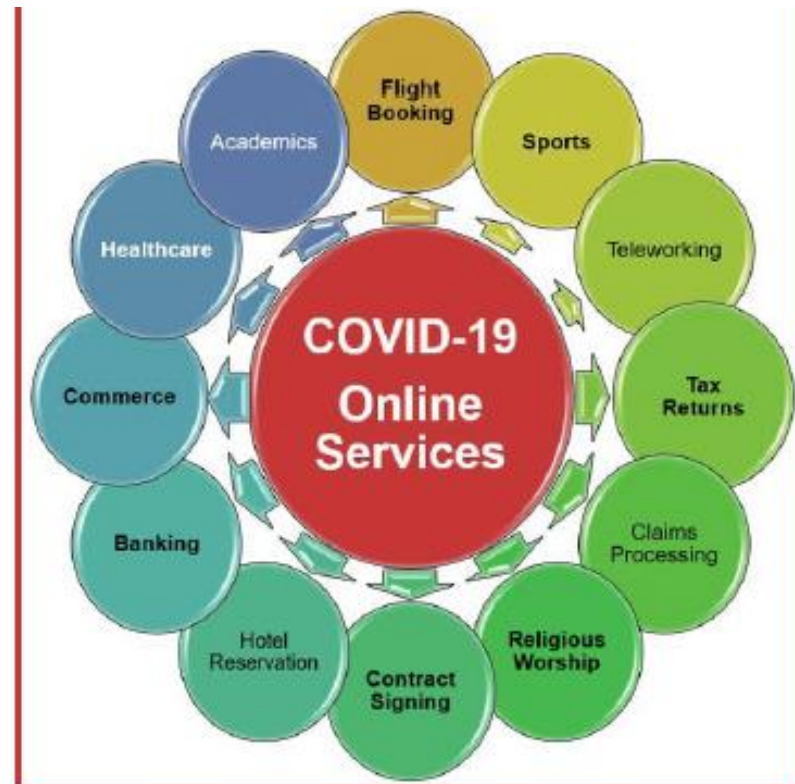 COVID-19
Online
Services
Flight
Booking
Sports
Teleworking
Tax
Returns
Claims
Processing
Religious
Worship
Contract
Signing
Hotel
Reservation
Banking
Commerce
Healthcare
Academics